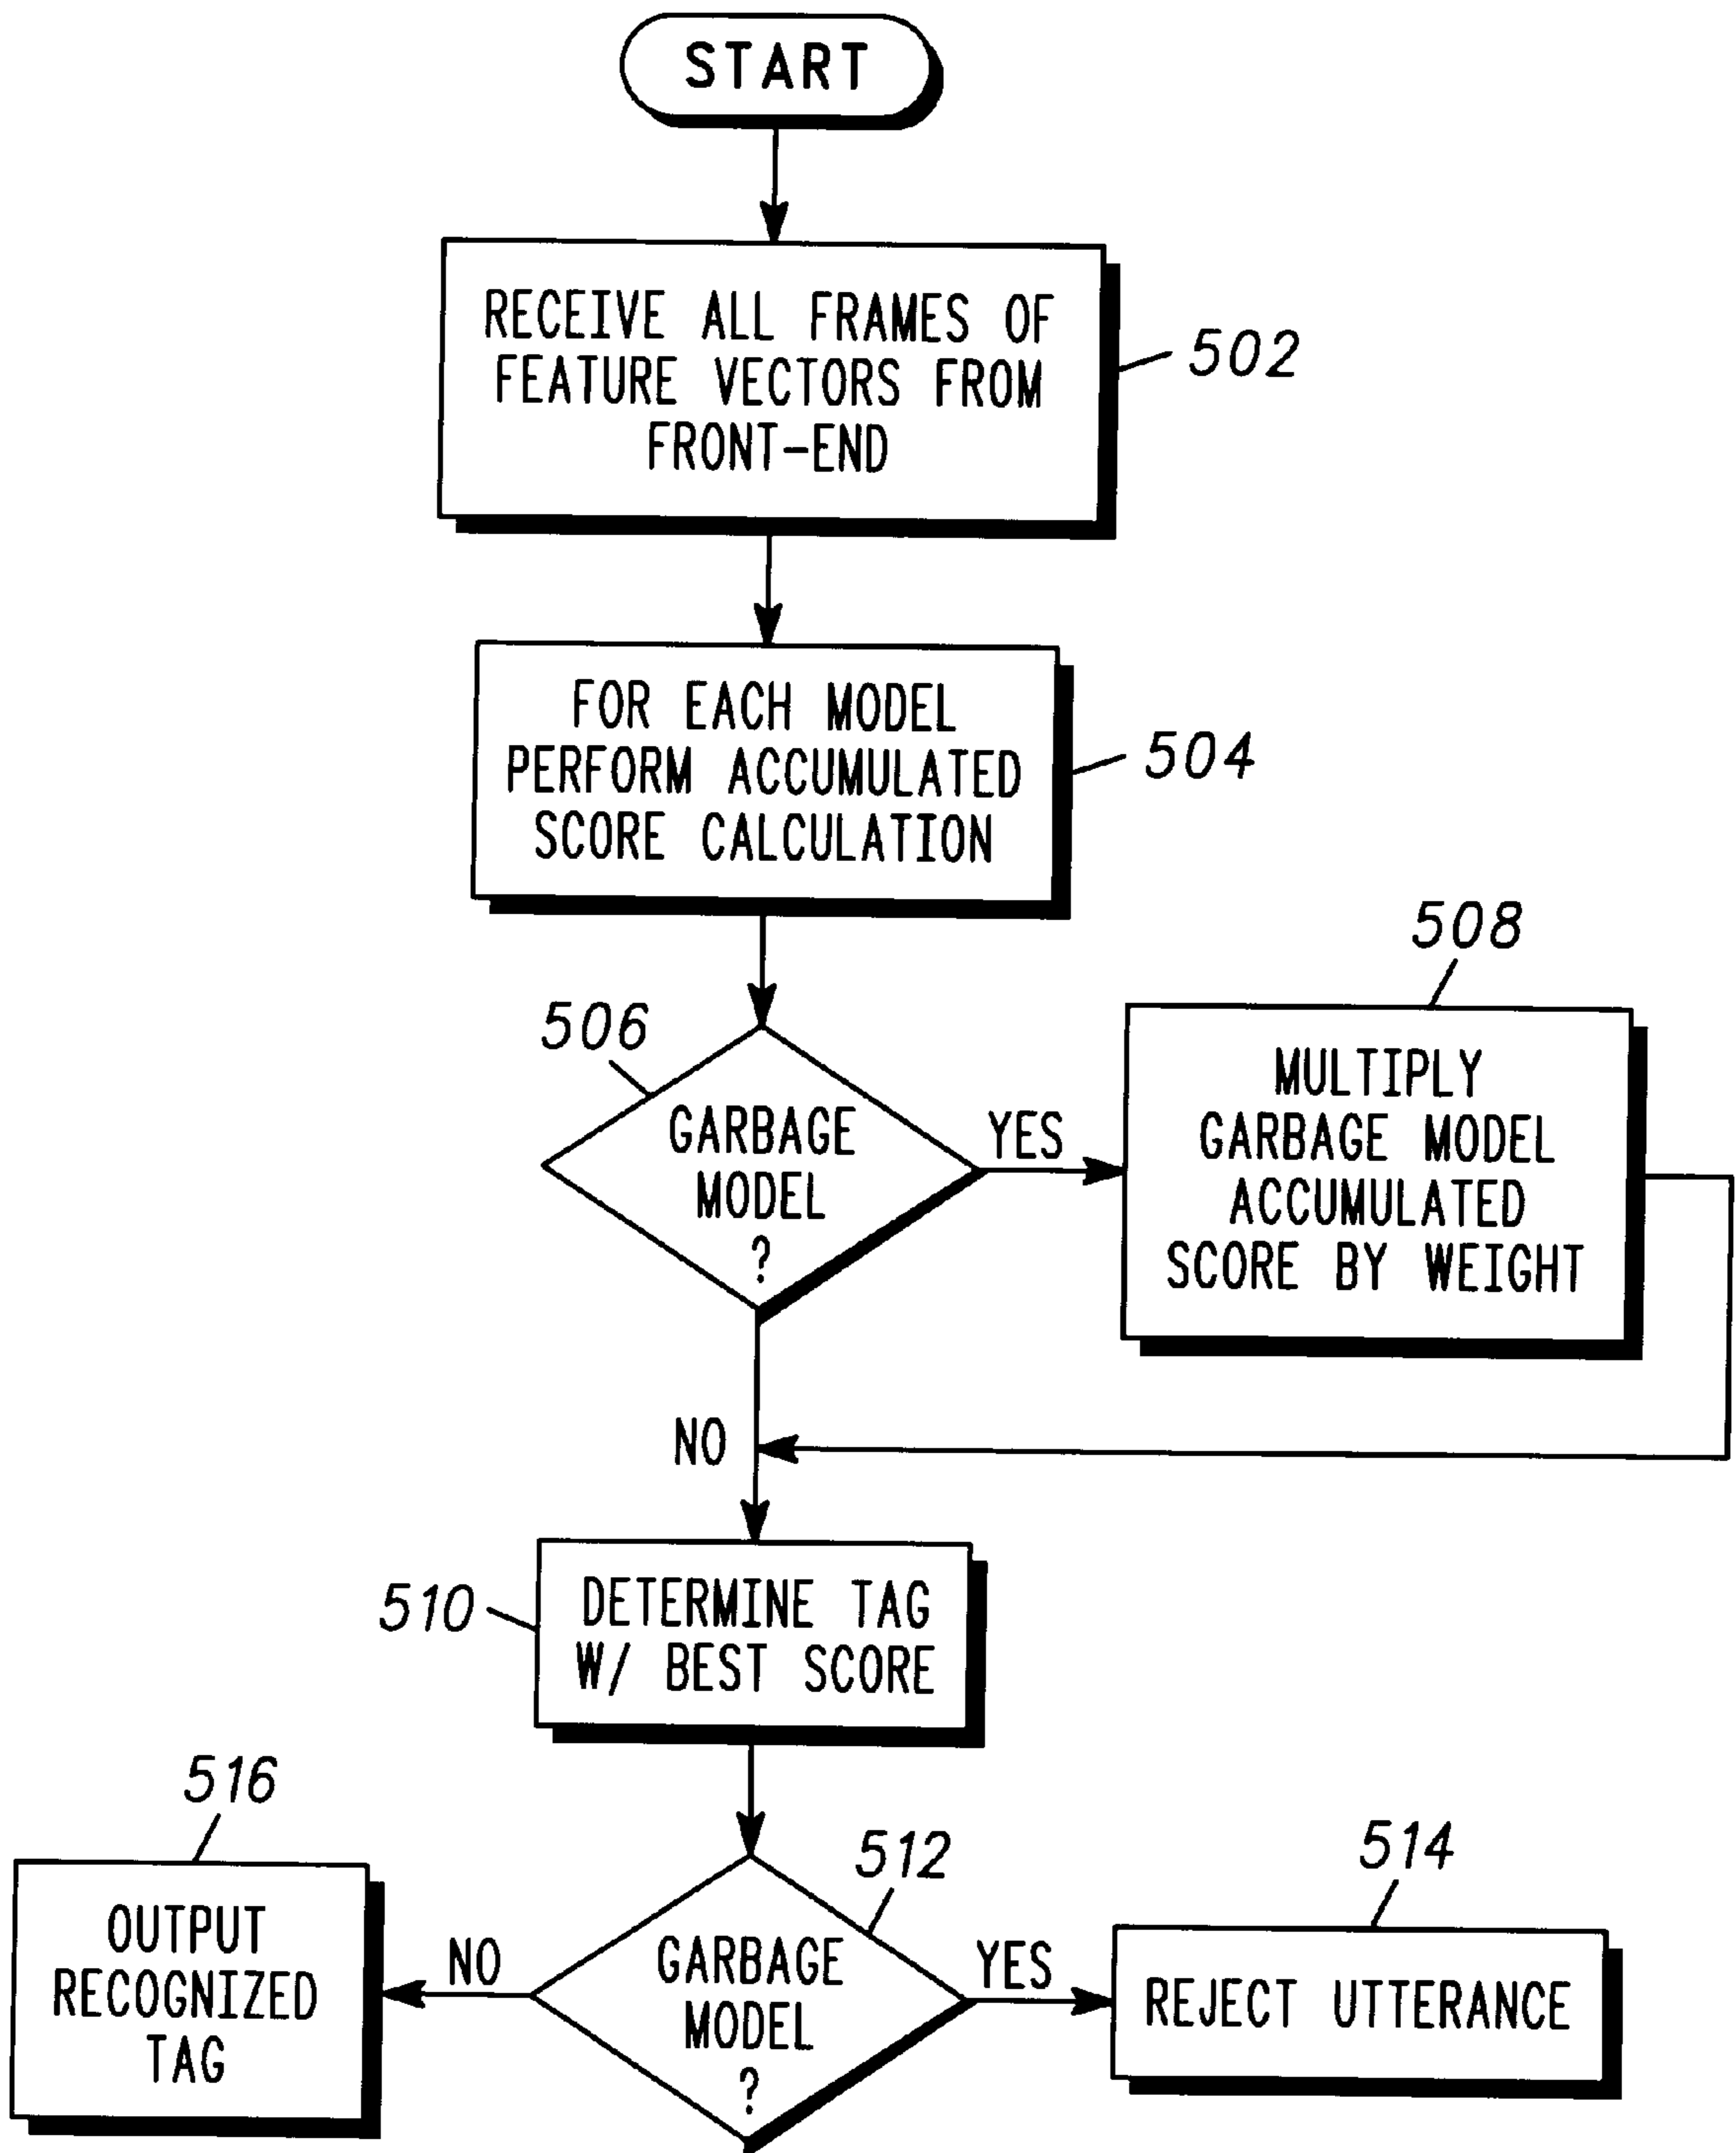 START
RECEIVE ALL FRAMES OF
FEATURE VECTORS FROM
FRONT-END
502
FOR EACH MODEL
PERFORM ACCUMULATED
SCORE CALCULATION
504
506
GARBAGE
MODEL
?
YES
508
MULTIPLY
GARBAGE MODEL
ACCUMULATED
SCORE BY WEIGHT
NO
510
DETERMINE TAG
W/ BEST SCORE
512
GARBAGE
MODEL
?
NO
516
OUTPUT
RECOGNIZED
TAG
YES
514
REJECT UTTERANCE